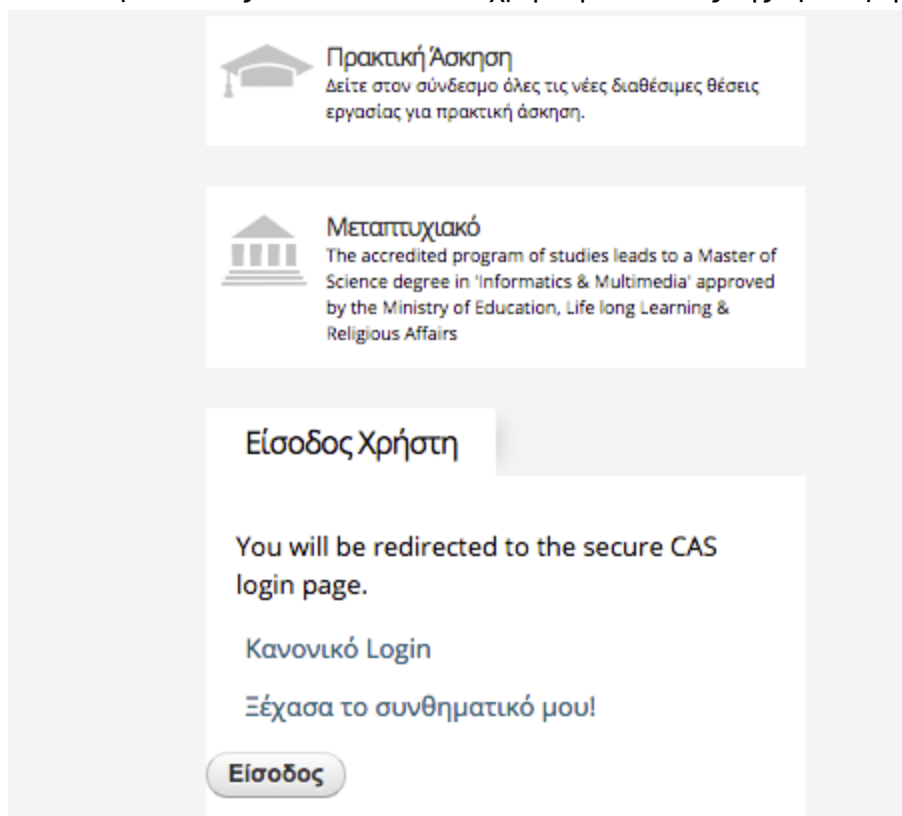 Πρακτική Άσκηση
Δείτε στον σύνδεσμο όλες τις νέες διαθέσιμες θέσεις
εργασίας για πρακτική άσκηση.
Μεταπτυχιακό
The accredited program of studies leads to a Master of
Science degree in 'Informatics & Multimedia' approved
by the Ministry of Education, Life long Learning &
Religious Affairs
Είσοδος Χρήστη
You will be redirected to the secure CAS
login page.
Κανονικό Login
Ξέχασα το συνθηματικό μου!
Είσοδος